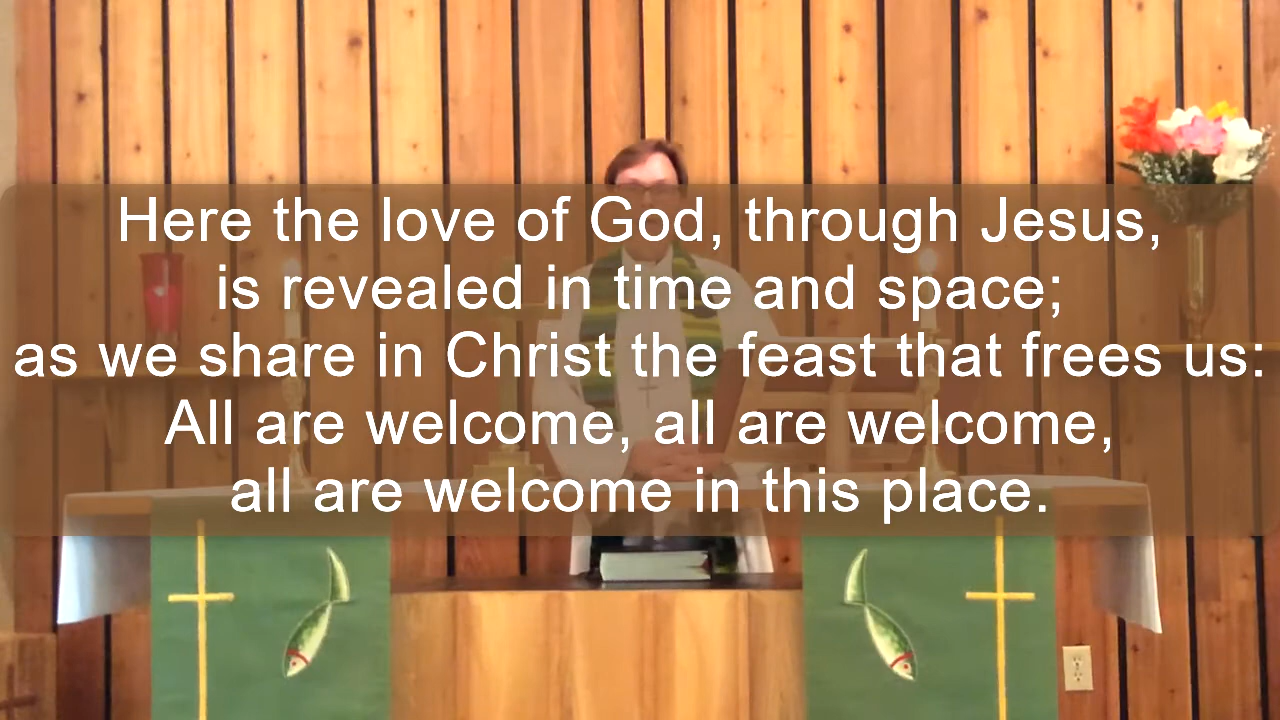 Here the love of God, through Jesus,
is revealed in time and space;
as we share in Christ the feast that frees us:
All are welcome, all are welcome,
all are welcome in this place.